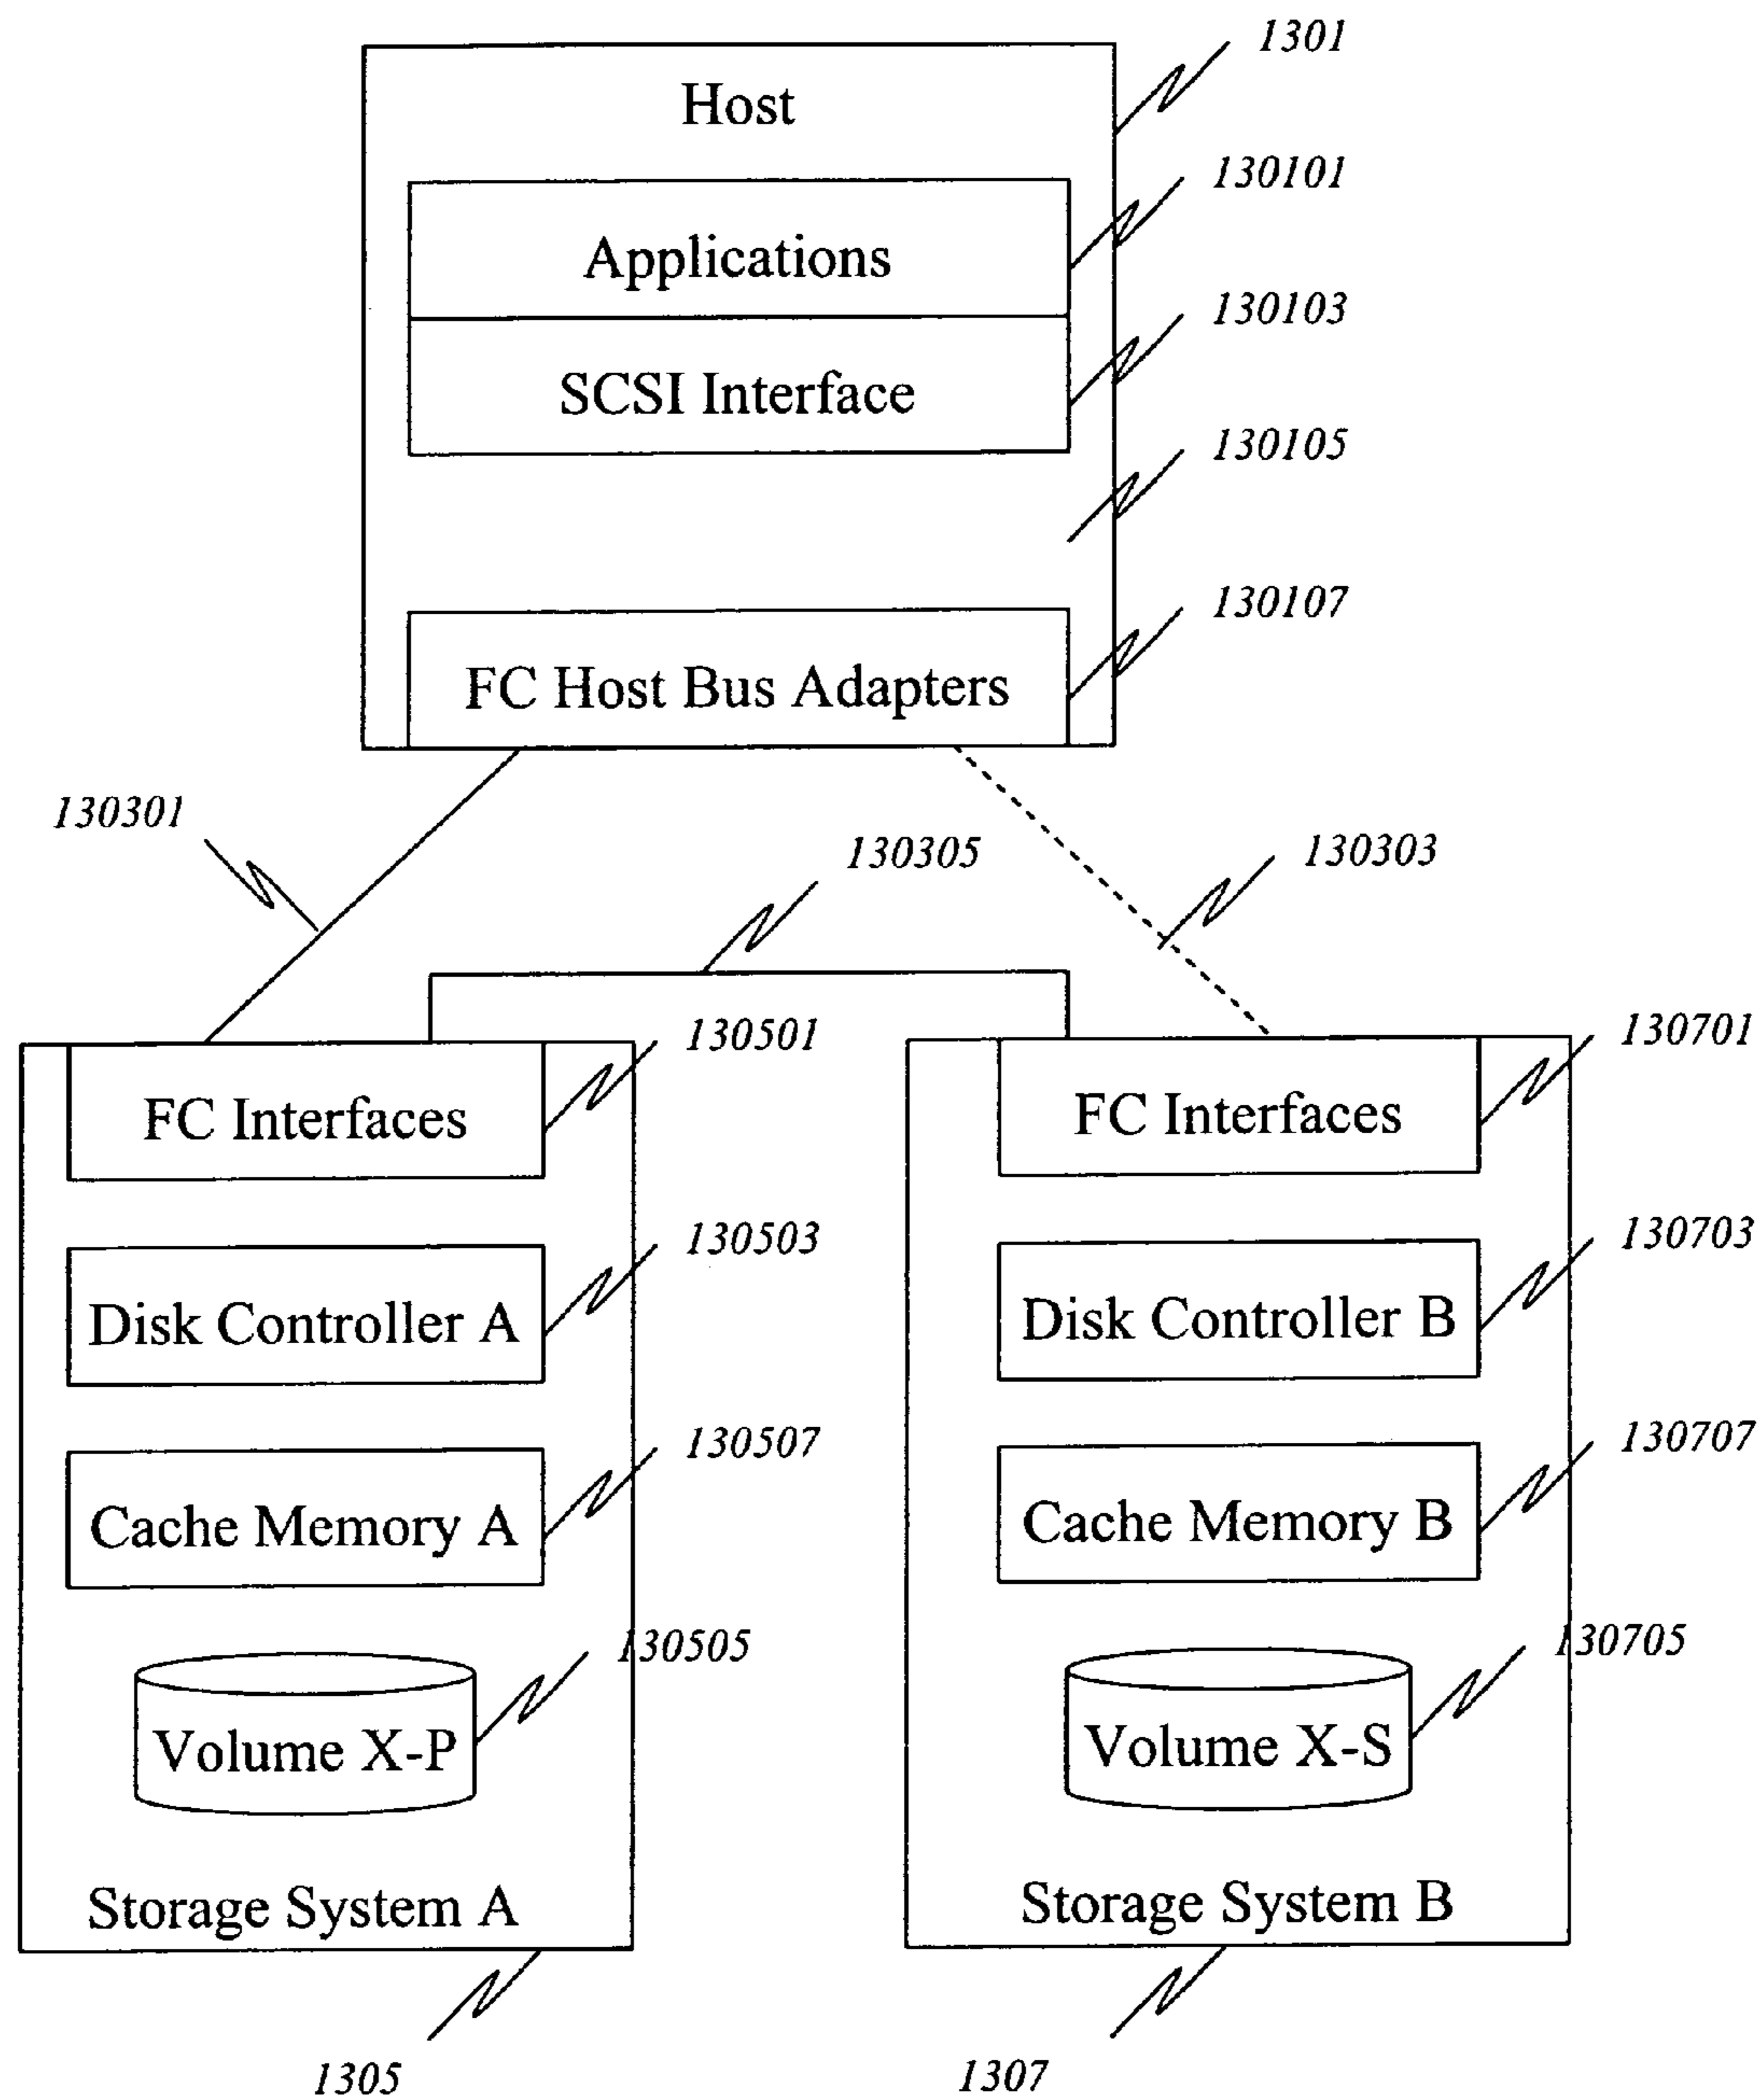 1301
Host
130101
Applications
130103
SCSI Interface
130105
130107
FC Host Bus Adapters
130301
130305
130303
130501
FC Interfaces
130503
Disk Controller A
130507
Cache Memory A
130505
Volume X-P
Storage System A
1305
130701
FC Interfaces
130703
Disk Controller B
130707
Cache Memory B
130705
Volume X-S
Storage System B
1307